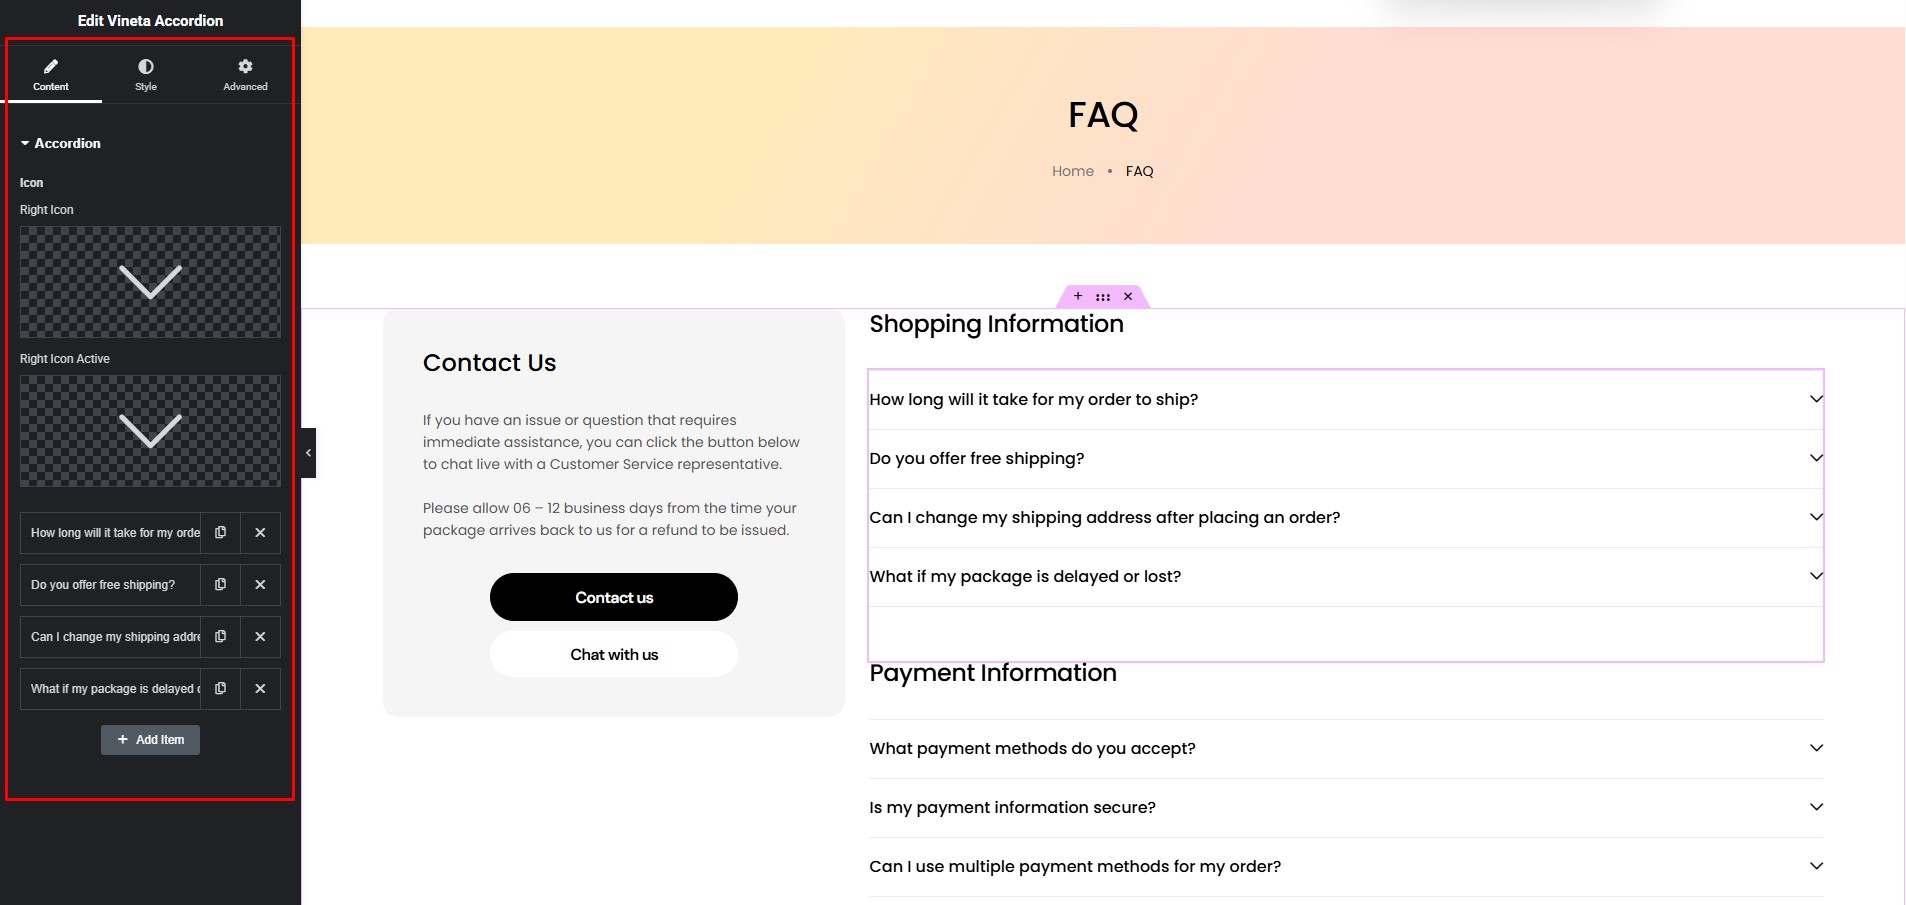 Edit Vineta Accordion
Content
Style
Advanced
Accordion
Icon
Right Icon
Right Icon Active
How long will it take for my orde
Do you offer free shipping?
Can I change my shipping addre
What if my package is delayed
Add Item
FAQ
Home • FAQ
Contact Us
If you have an issue or question that requires
immediate assistance, you can click the button below
to chat live with a Customer Service representative.
Please allow 06 – 12 business days from the time your
package arrives back to us for a refund to be issued.
Contact us
Chat with us
Shopping Information
How long will it take for my order to ship?
Do you offer free shipping?
Can I change my shipping address after placing an order?
What if my package is delayed or lost?
Payment Information
What payment methods do you accept?
Is my payment information secure?
Can I use multiple payment methods for my order?